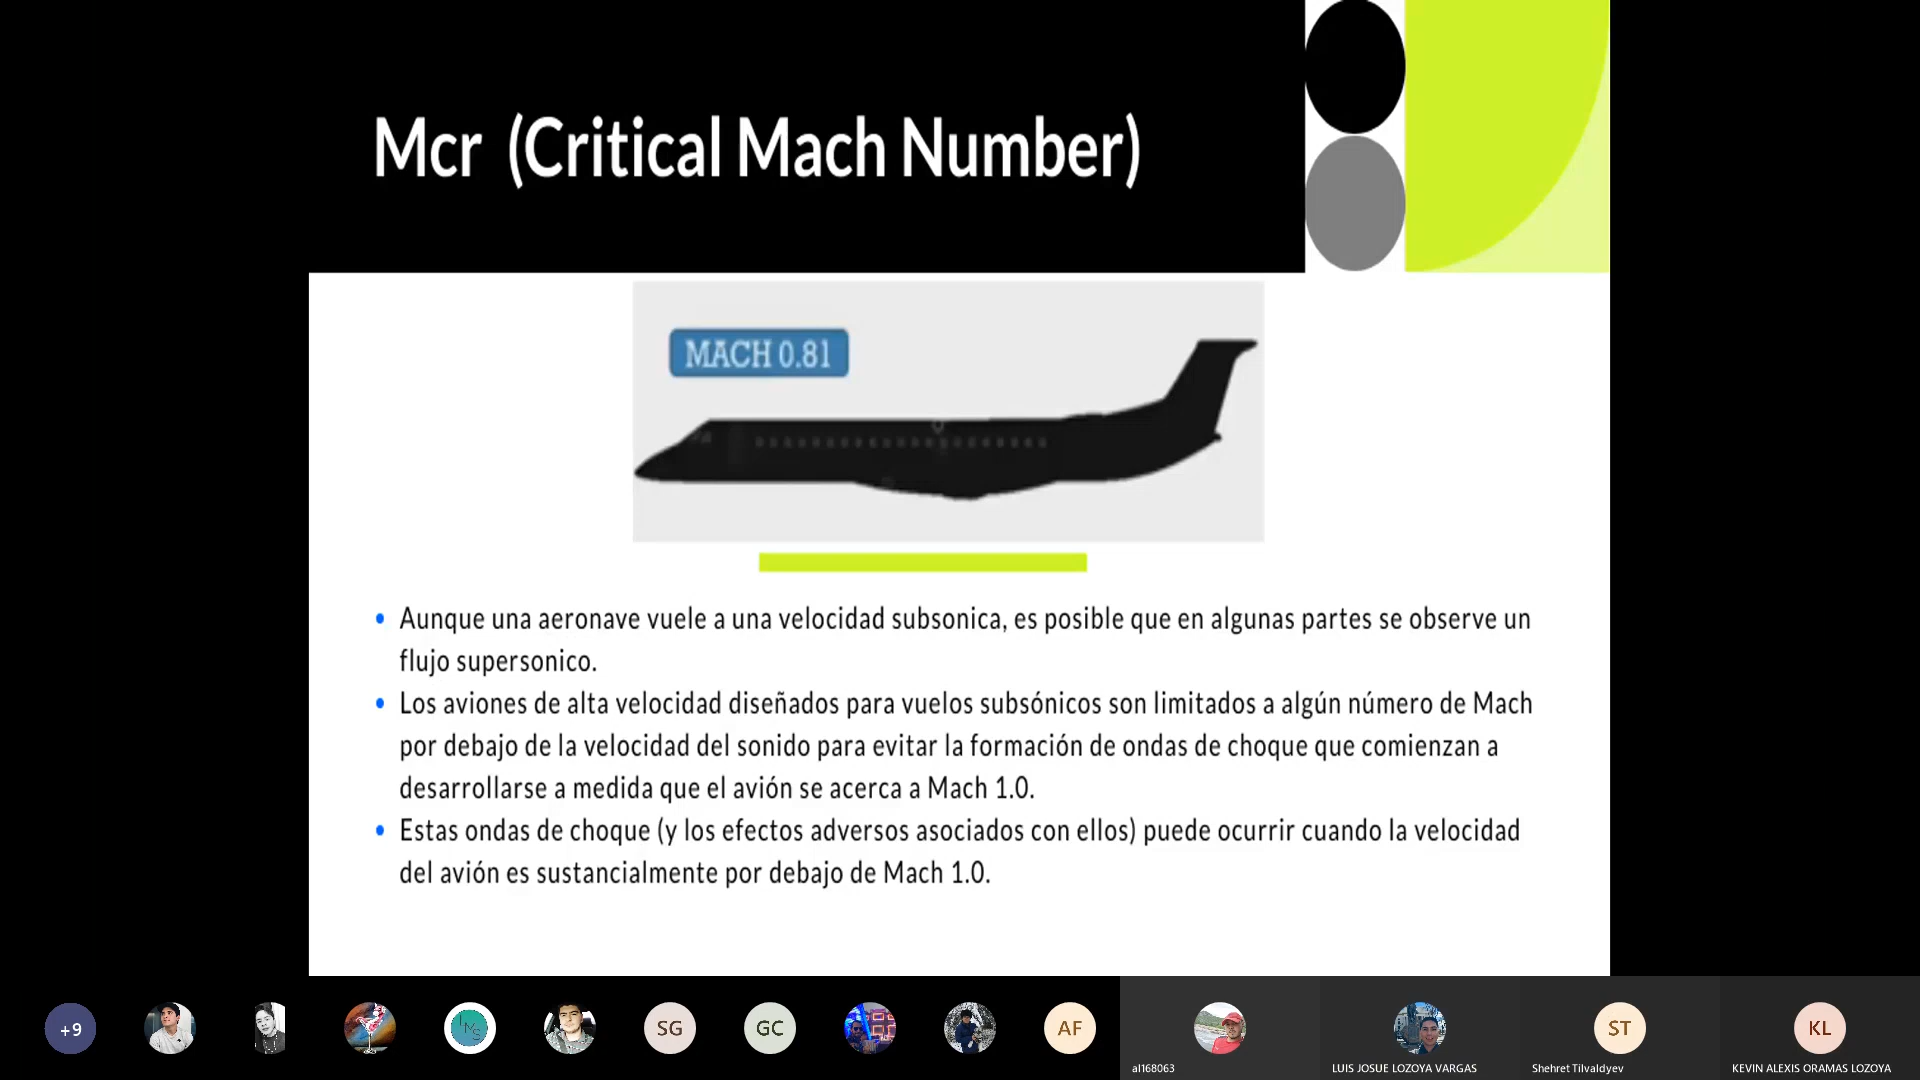 Mcr (Critical Mach Number)
MACH 0.81
• Aunque una aeronave vuele a una velocidad subsonica, es posible que en algunas partes se observe un
flujo supersonico.
• Los aviones de alta velocidad diseñados para vuelos subsónicos son limitados a algún número de Mach
por debajo de la velocidad del sonido para evitar la formación de ondas de choque que comienzan a
desarrollarse a medida que el avión se acerca a Mach 1.0.
• Estas ondas de choque (y los efectos adversos asociados con ellos) puede ocurrir cuando la velocidad
del avión es sustancialmente por debajo de Mach 1.0.
+9
IMS
SG
GC
AF
ST
KL
al168063
LUIS JOSUE LOZOYA VARGAS
Shehret Tilvaldyev
KEVIN ALEXIS ORAMAS LOZOYA